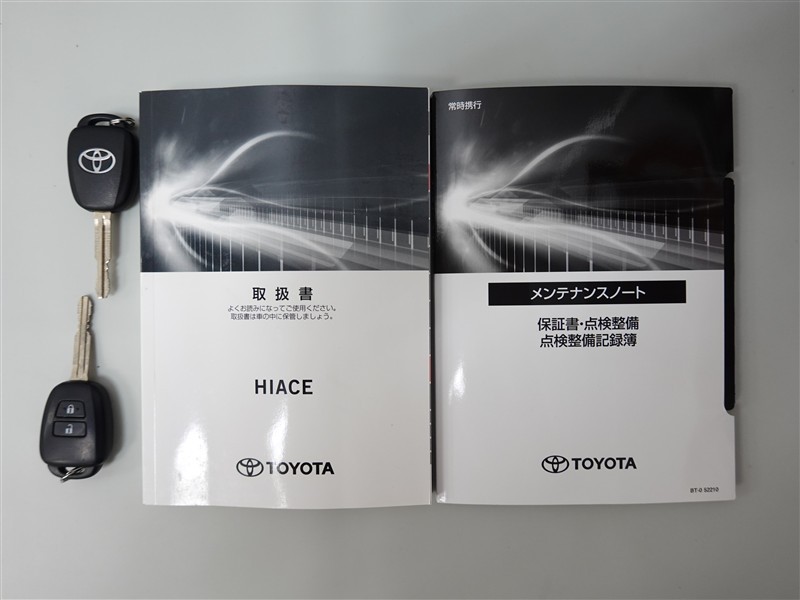 取扱書
よくお読みになってご使用ください。
取扱書は車の中に保管しましょう。
HIACE
TOYOTA
常時携行
メンテナンスノート
保証書・点検整備
点検整備記録簿
TOYOTA